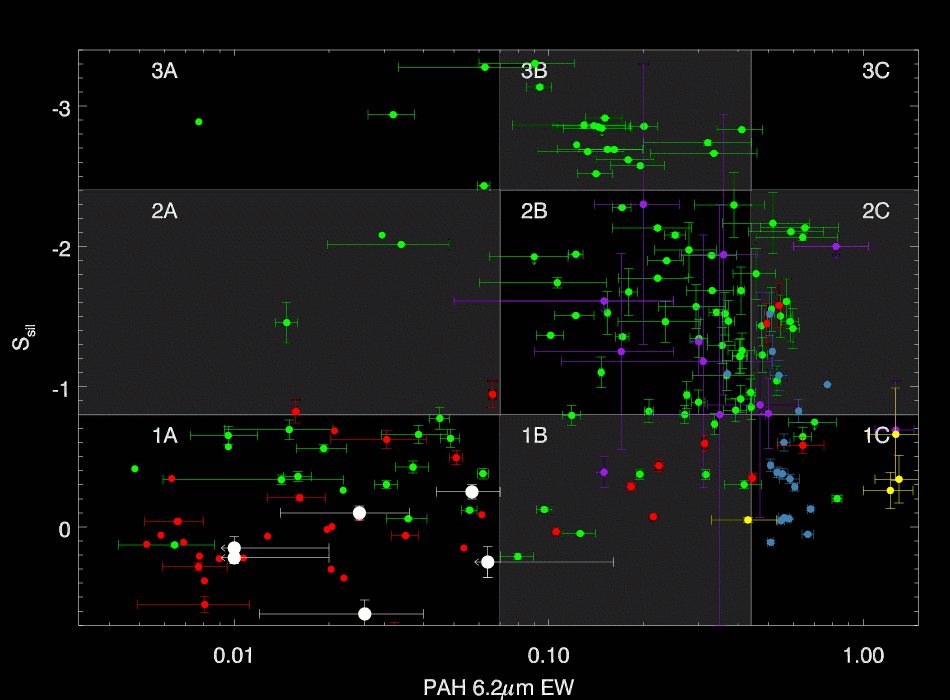 3A 3B 3C
-3
2A 2B 2C
-2
S_sil
-1
1A 1B 1C
0
0.01 0.10 1.00
PAH 6.2μm EW